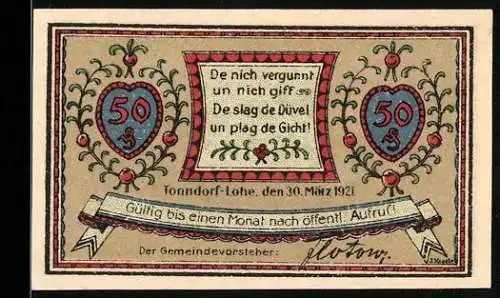 De nich vergunnt
un nich giff
De slag de Düvel
un plag de Gicht!
50
50
Tonndorf-Lohe, den 30. März 1921
Gültig bis einen Monat nach öffentl. Aufruf!
Der Gemeindevorsteher: